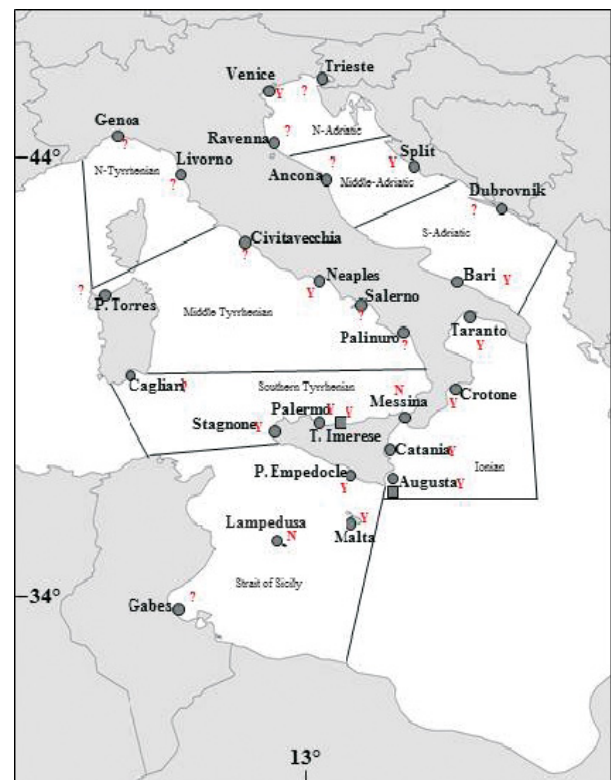 Trieste
Venice Y ?
Genoa ?
Ravenna ?
N-Adriatic
44°
Livorno ?
N-Tyrrhenian
Ancona ?
Y Split
Middle-Adriatic
Dubrovnik ?
S-Adriatic
Civitavecchia ?
? P. Torres
Neaples Y
Bari Y
Salerno ?
Middle Tyrrhenian
Taranto Y
Palinuro ?
Cagliari ?
Southern Tyrrhenian
N
Messina
Crotone Y
Palermo Y Y
Stagnone Y
T. Imerese
Catania Y
Ionian
P. Empedocle Y
Augusta Y
Lampedusa N
Malta Y
Strait of Sicily
34°
Gabes ?
13°